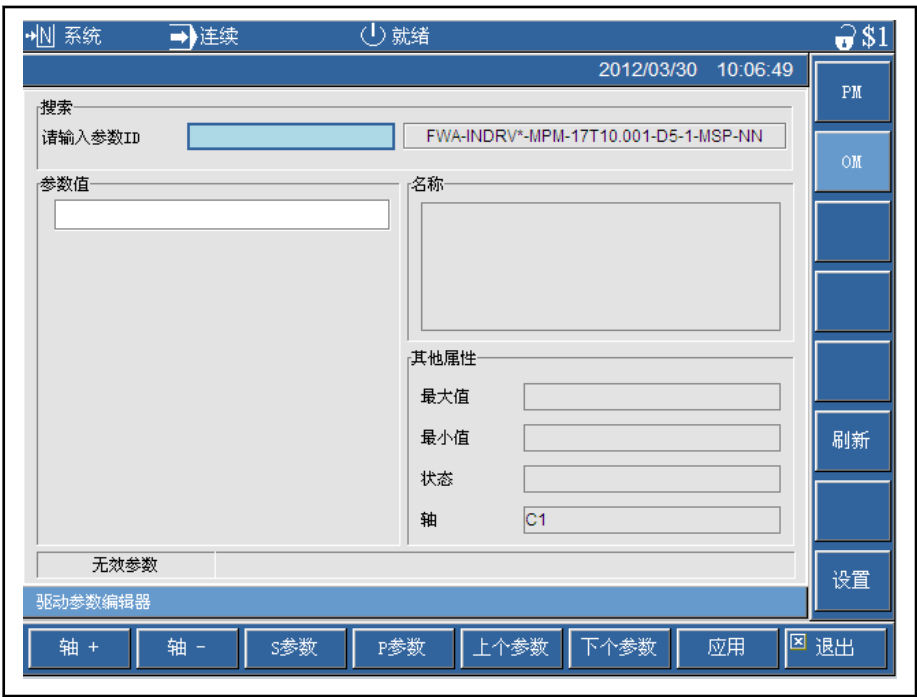 N 系统 连续 就绪 $1
2012/03/30 10:06:49
PM
搜索
请输入参数ID FWA-INDRV*-MPM-17T10.001-D5-1-MSP-NN
OM
参数值 名称
其他属性
最大值
最小值
刷新
状态
轴 C1
无效参数
设置
驱动参数编辑器
轴 + 轴 - S参数 P参数 上个参数 下个参数 应用 退出